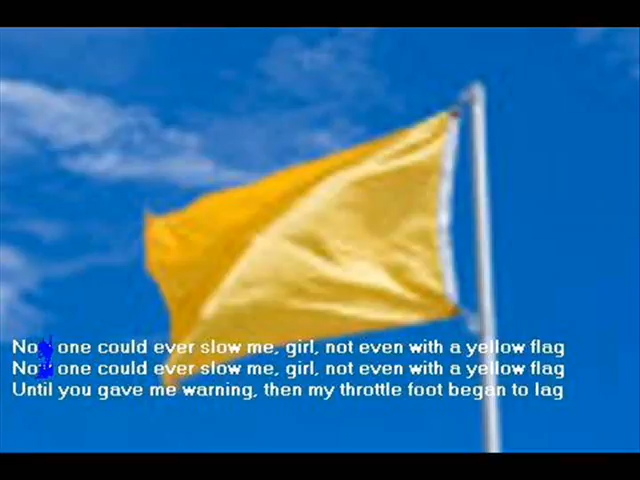 No one could ever slow me, girl, not even with a yellow flag
No one could ever slow me, girl, not even with a yellow flag
Until you gave me warning, then my throttle foot began to lag